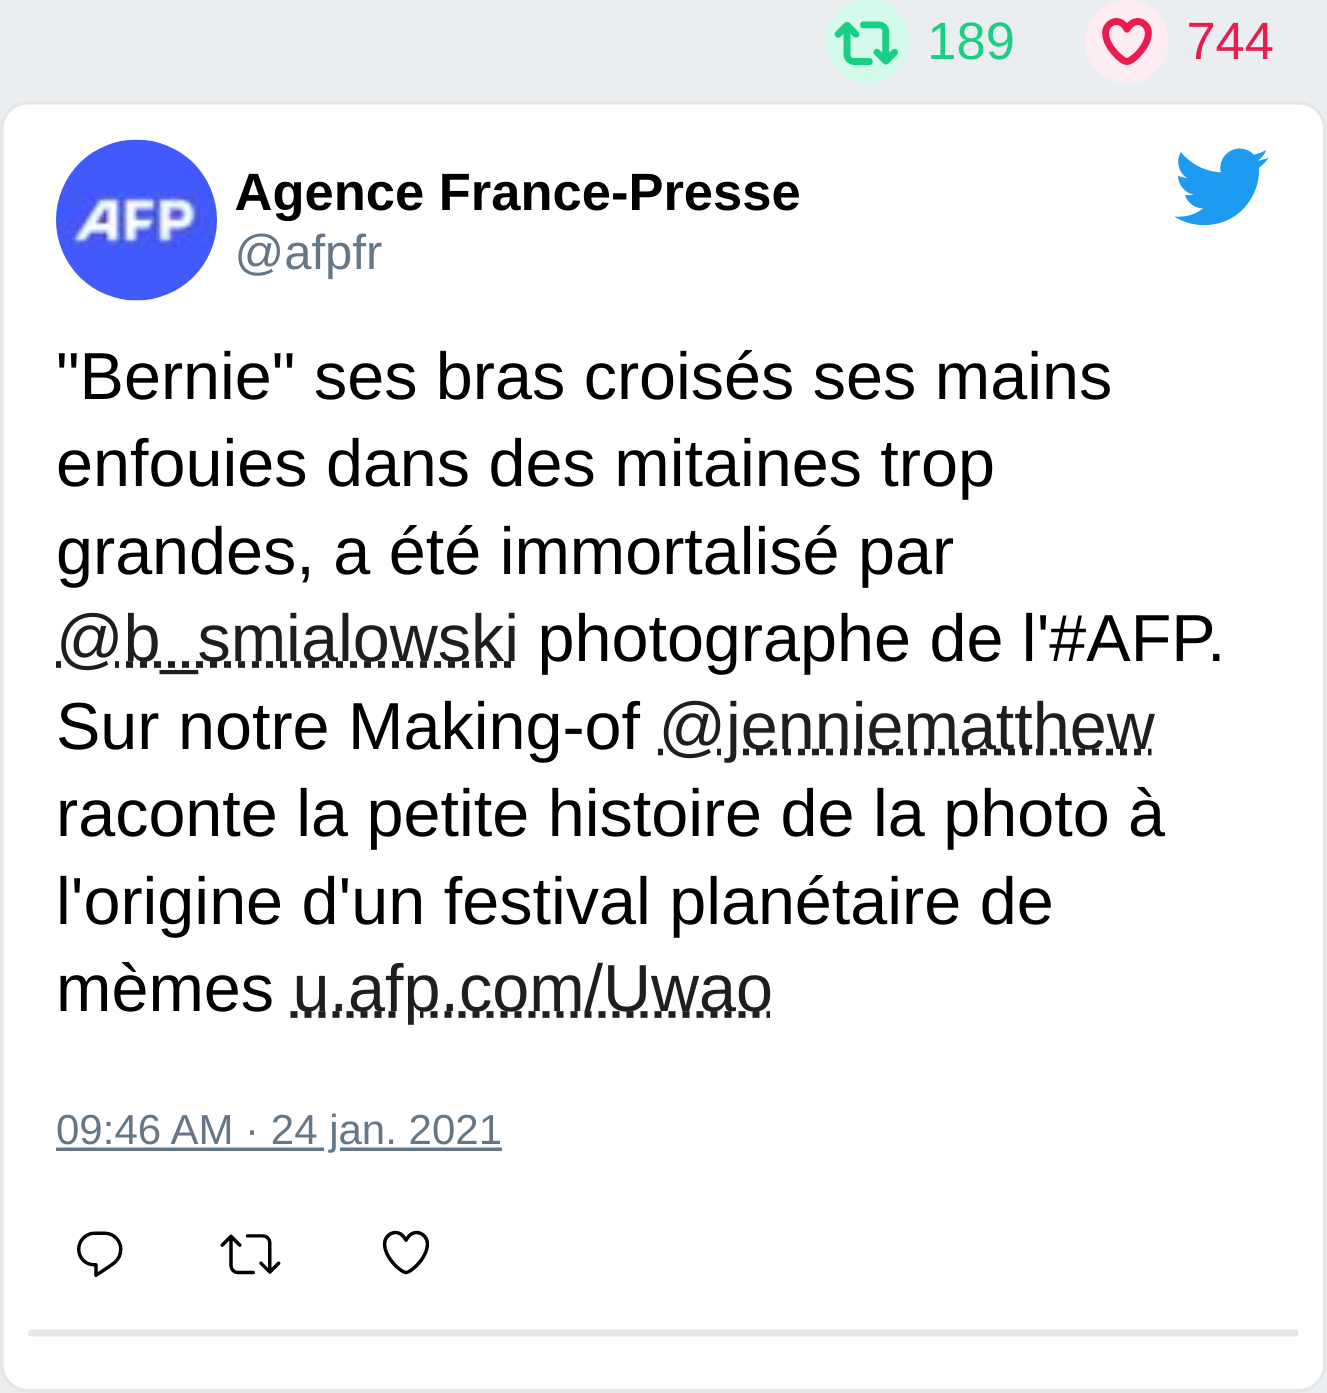 189 744
AFP
Agence France-Presse
@afpfr
"Bernie" ses bras croisés ses mains
enfouies dans des mitaines trop
grandes, a été immortalisé par
@b_smialowski photographe de l'#AFP.
Sur notre Making-of @jenniematthew
raconte la petite histoire de la photo à
l'origine d'un festival planétaire de
mèmes u.afp.com/Uwao
09:46 AM · 24 jan. 2021